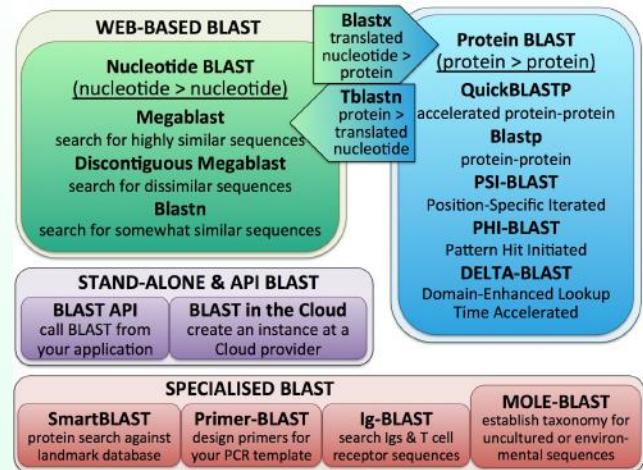 WEB-BASED BLAST
Nucleotide BLAST
(nucleotide > nucleotide)
Megablast
search for highly similar sequences
Discontiguous Megablast
search for dissimilar sequences
Blastn
search for somewhat similar sequences
Blastx
translated
nucleotide >
protein
Tblastn
protein >
translated
nucleotide
Protein BLAST
(protein > protein)
QuickBLASTP
accelerated protein-protein
Blastp
protein-protein
PSI-BLAST
Position-Specific Iterated
PHI-BLAST
Pattern Hit Initiated
DELTA-BLAST
Domain-Enhanced Lookup
Time Accelerated
STAND-ALONE & API BLAST
BLAST API
call BLAST from
your application
BLAST in the Cloud
create an instance at a
Cloud provider
SPECIALISED BLAST
SmartBLAST
protein search against
landmark database
Primer-BLAST
design primers for
your PCR template
Ig-BLAST
search Igs & T cell
receptor sequences
MOLE-BLAST
establish taxonomy for
uncultured or environ-
mental sequences